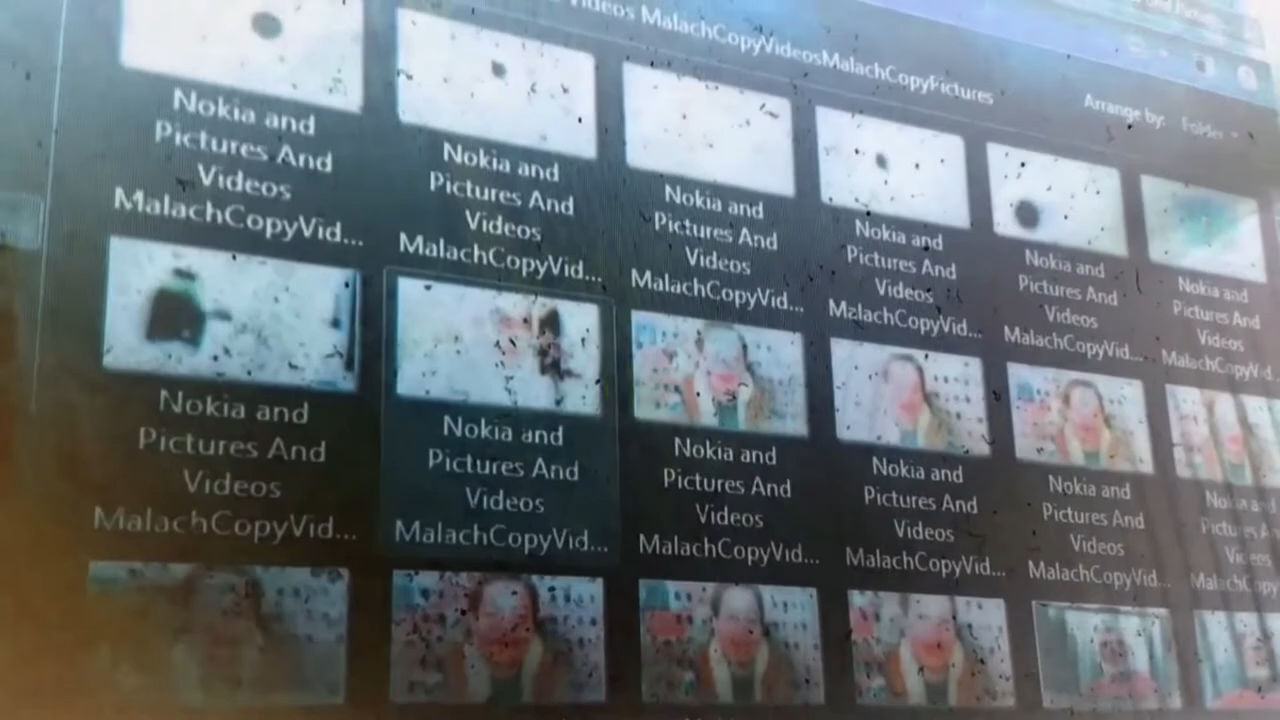 Videos MalachCopyVideosMalachCopyPictures
Arrange by: Folder
Nokia and
Pictures And
Videos
MalachCopyVid...
Nokia and
Pictures And
Videos
MalachCopyVid...
Nokia and
Pictures And
Videos
MalachCopyVid...
Nokia and
Pictures And
Videos
MalachCopyVid...
Nokia and
Pictures And
Videos
MalachCopyVid...
Nokia and
Pictures And
Videos
MalachCopyVid...
Nokia and
Pictures And
Videos
MalachCopyVid...
Nokia and
Pictures And
Videos
MalachCopyVid...
Nokia and
Pictures And
Videos
MalachCopyVid...
Nokia and
Pictures And
Videos
MalachCopyVid...
Nokia and
Pictures And
Videos
MalachCopyVid...
Nokia and
Pictures A
Videos
MalachCopy